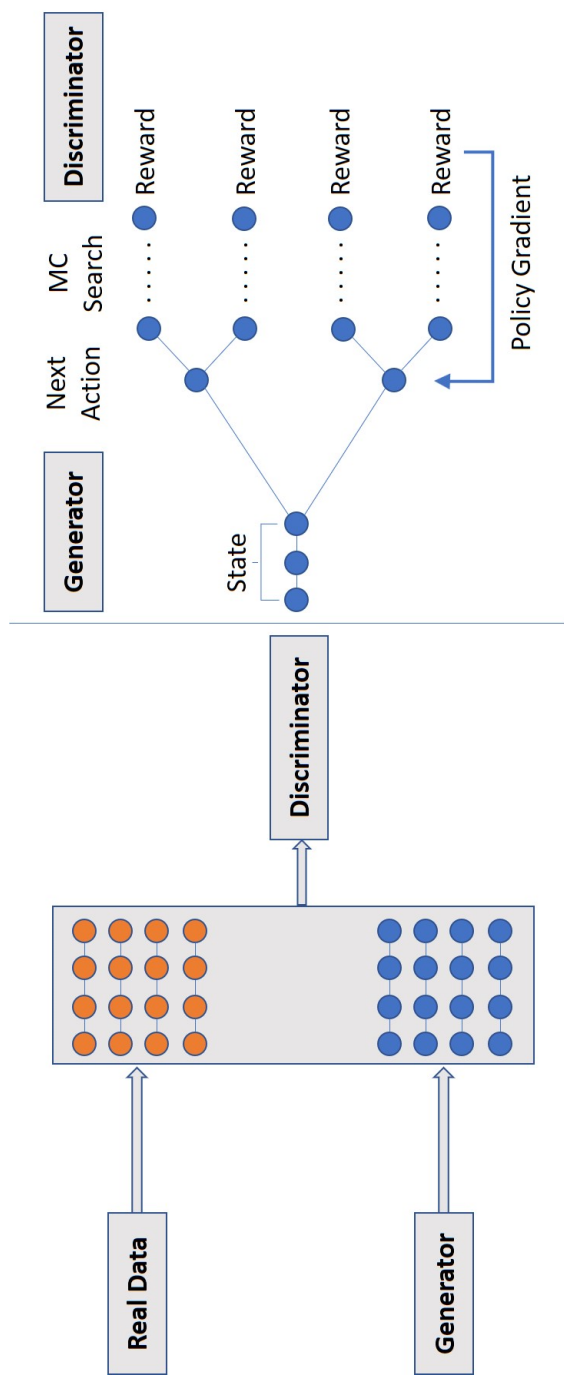 Real Data
Generator
Discriminator
Generator
Next
Action
MC
Search
Discriminator
State
Reward
Reward
Reward
Reward
Policy Gradient